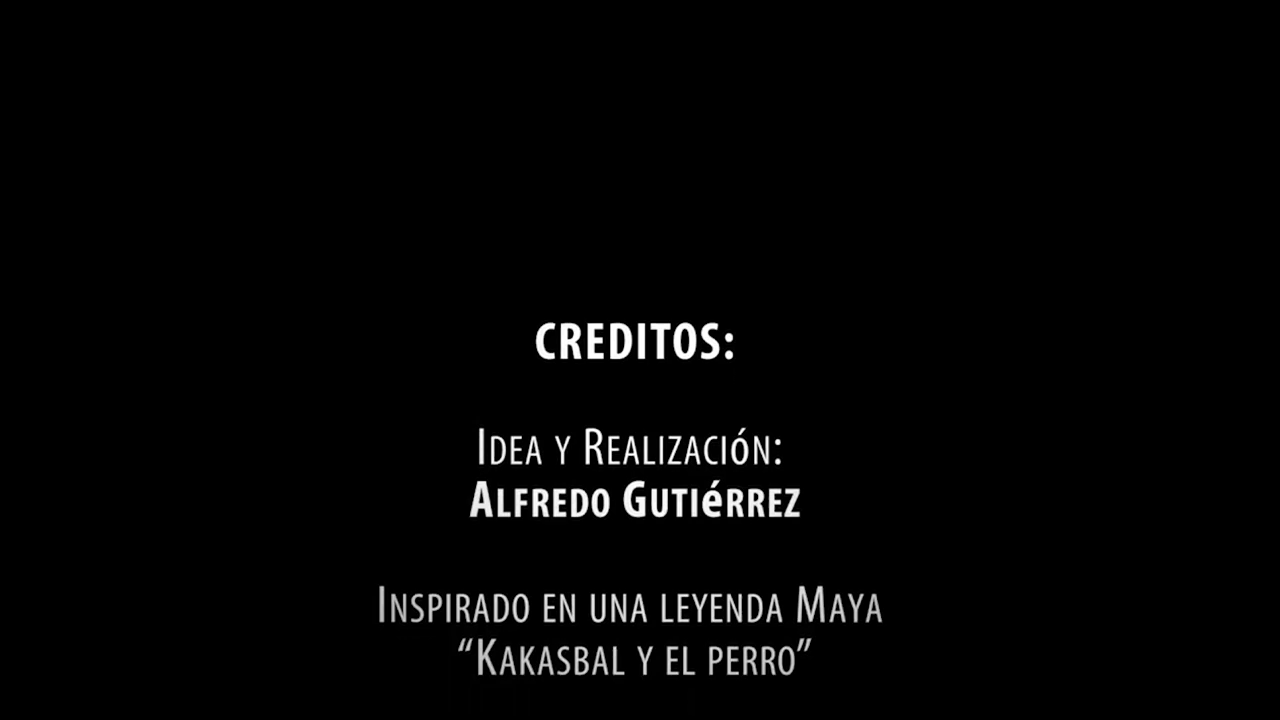 CREDITOS:
IDEA Y REALIZACIÓN:
ALFREDO GUTIéRREZ
INSPIRADO EN UNA LEYENDA MAYA
“KAKASBAL Y EL PERRO”